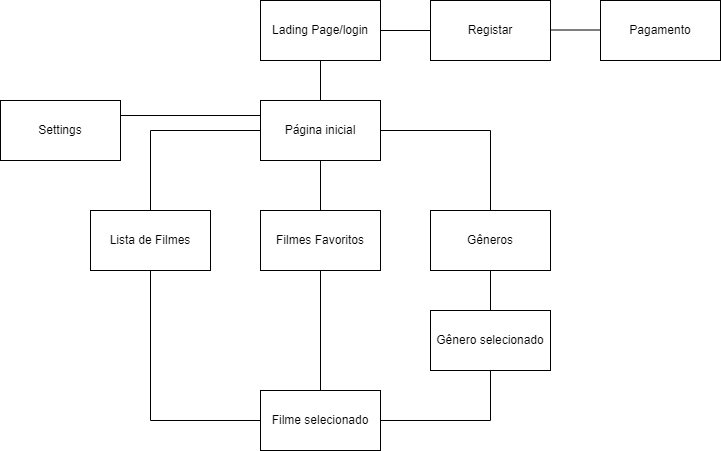 Lading Page/login
Registar
Pagamento
Settings
Página inicial
Lista de Filmes
Filmes Favoritos
Gêneros
Gênero selecionado
Filme selecionado